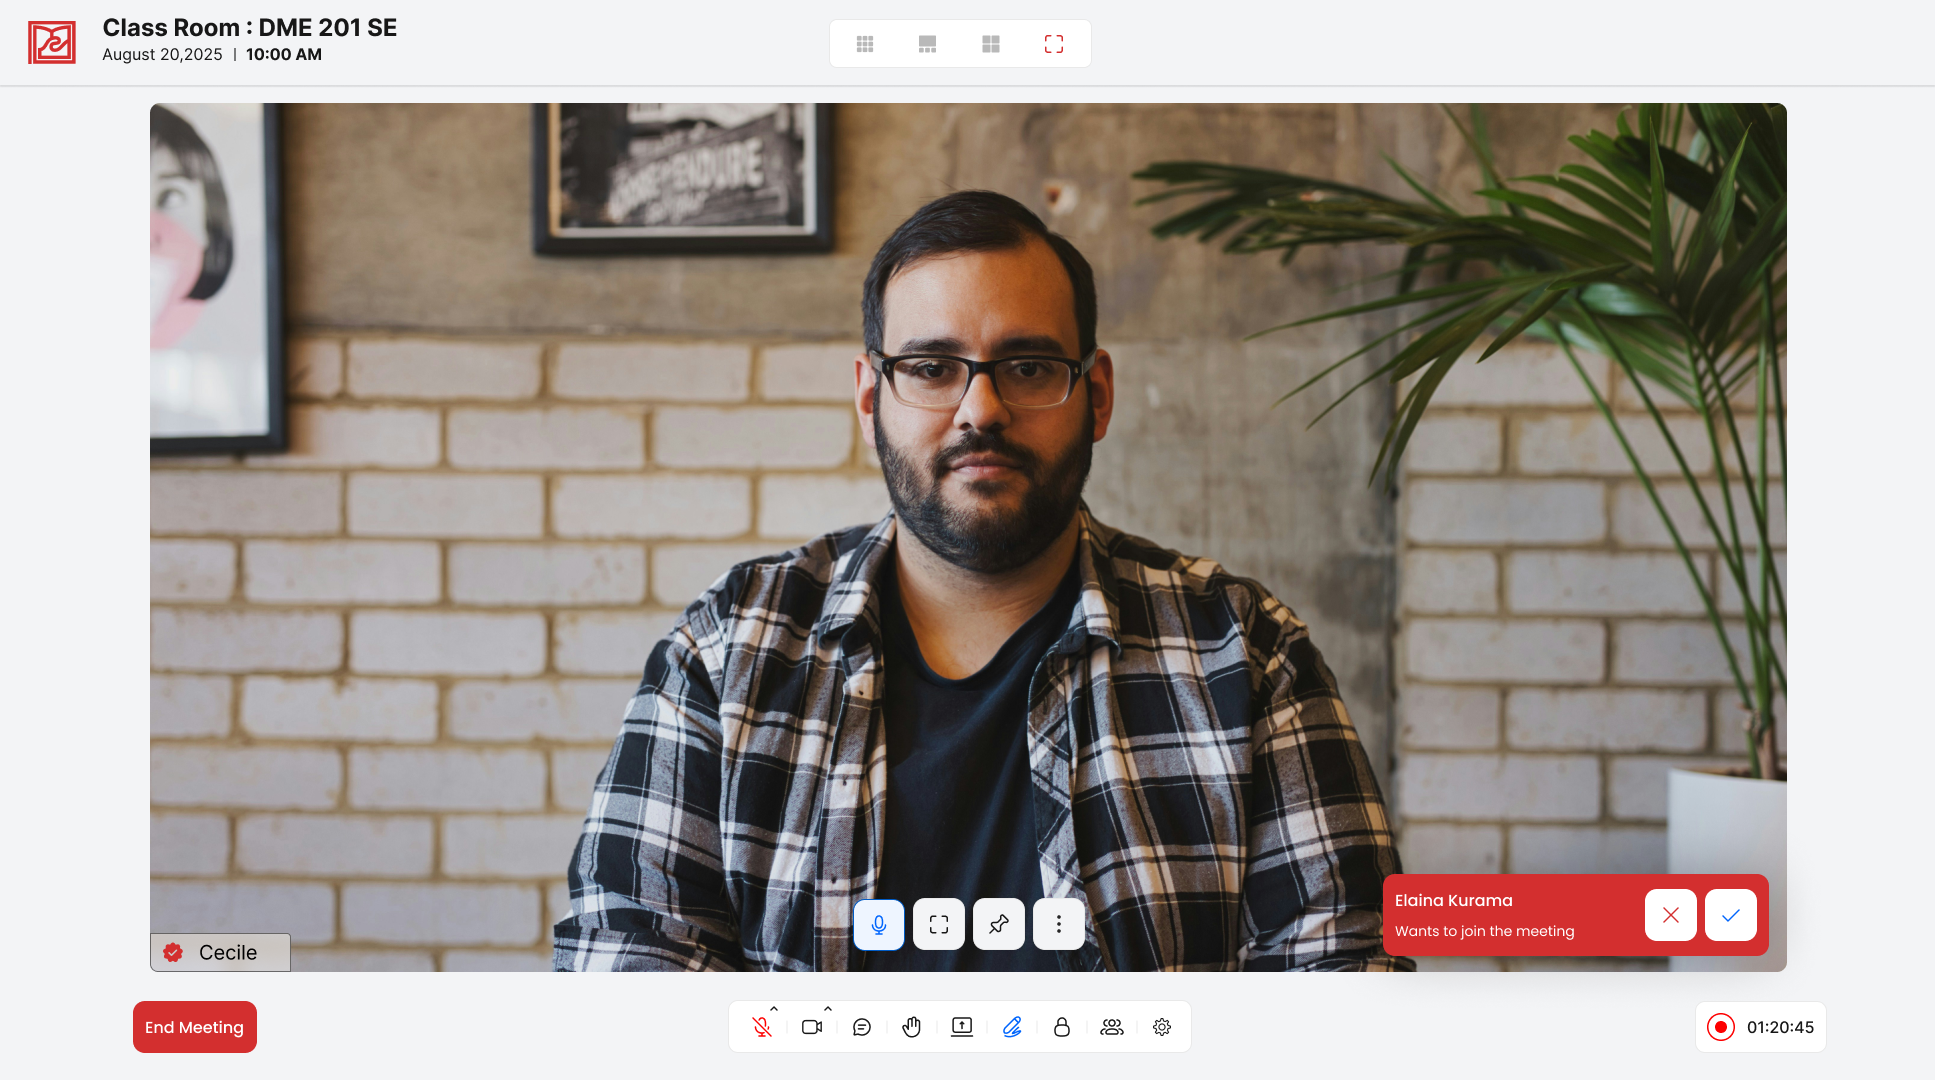 Class Room : DME 201 SE
August 20,2025 | 10:00 AM
ENDURE
Cecile
Elaina Kurama
Wants to join the meeting
End Meeting
01:20:45